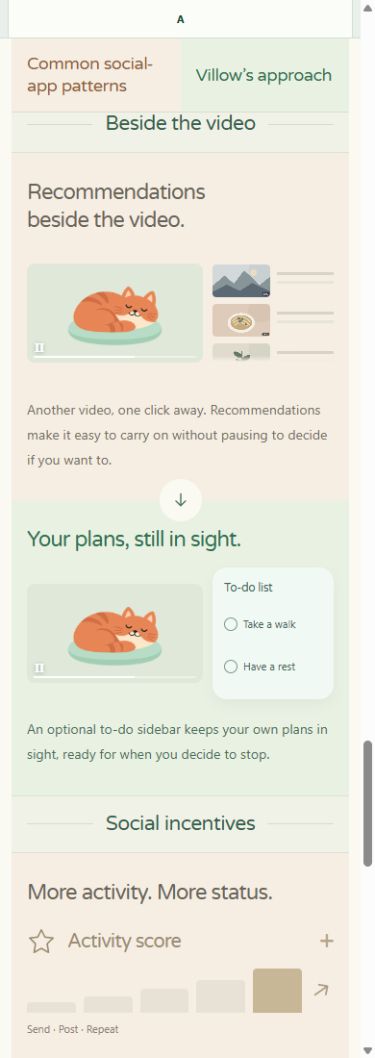 A
Common social-
app patterns
Villow's approach
Beside the video
Recommendations
beside the video.
Another video, one click away. Recommendations
make it easy to carry on without pausing to decide
if you want to.
Your plans, still in sight.
To-do list
Take a walk
Have a rest
An optional to-do sidebar keeps your own plans in
sight, ready for when you decide to stop.
Social incentives
More activity. More status.
Activity score
Send · Post · Repeat